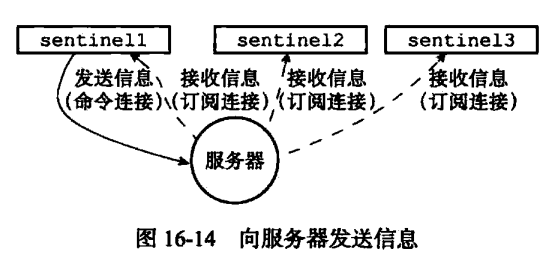 sentinel1 sentinel2 sentinel3
发送信息 接收信息 接收信息 接收信息
(命令连接) (订阅连接) (订阅连接) (订阅连接)
服务器
图 16-14 向服务器发送信息